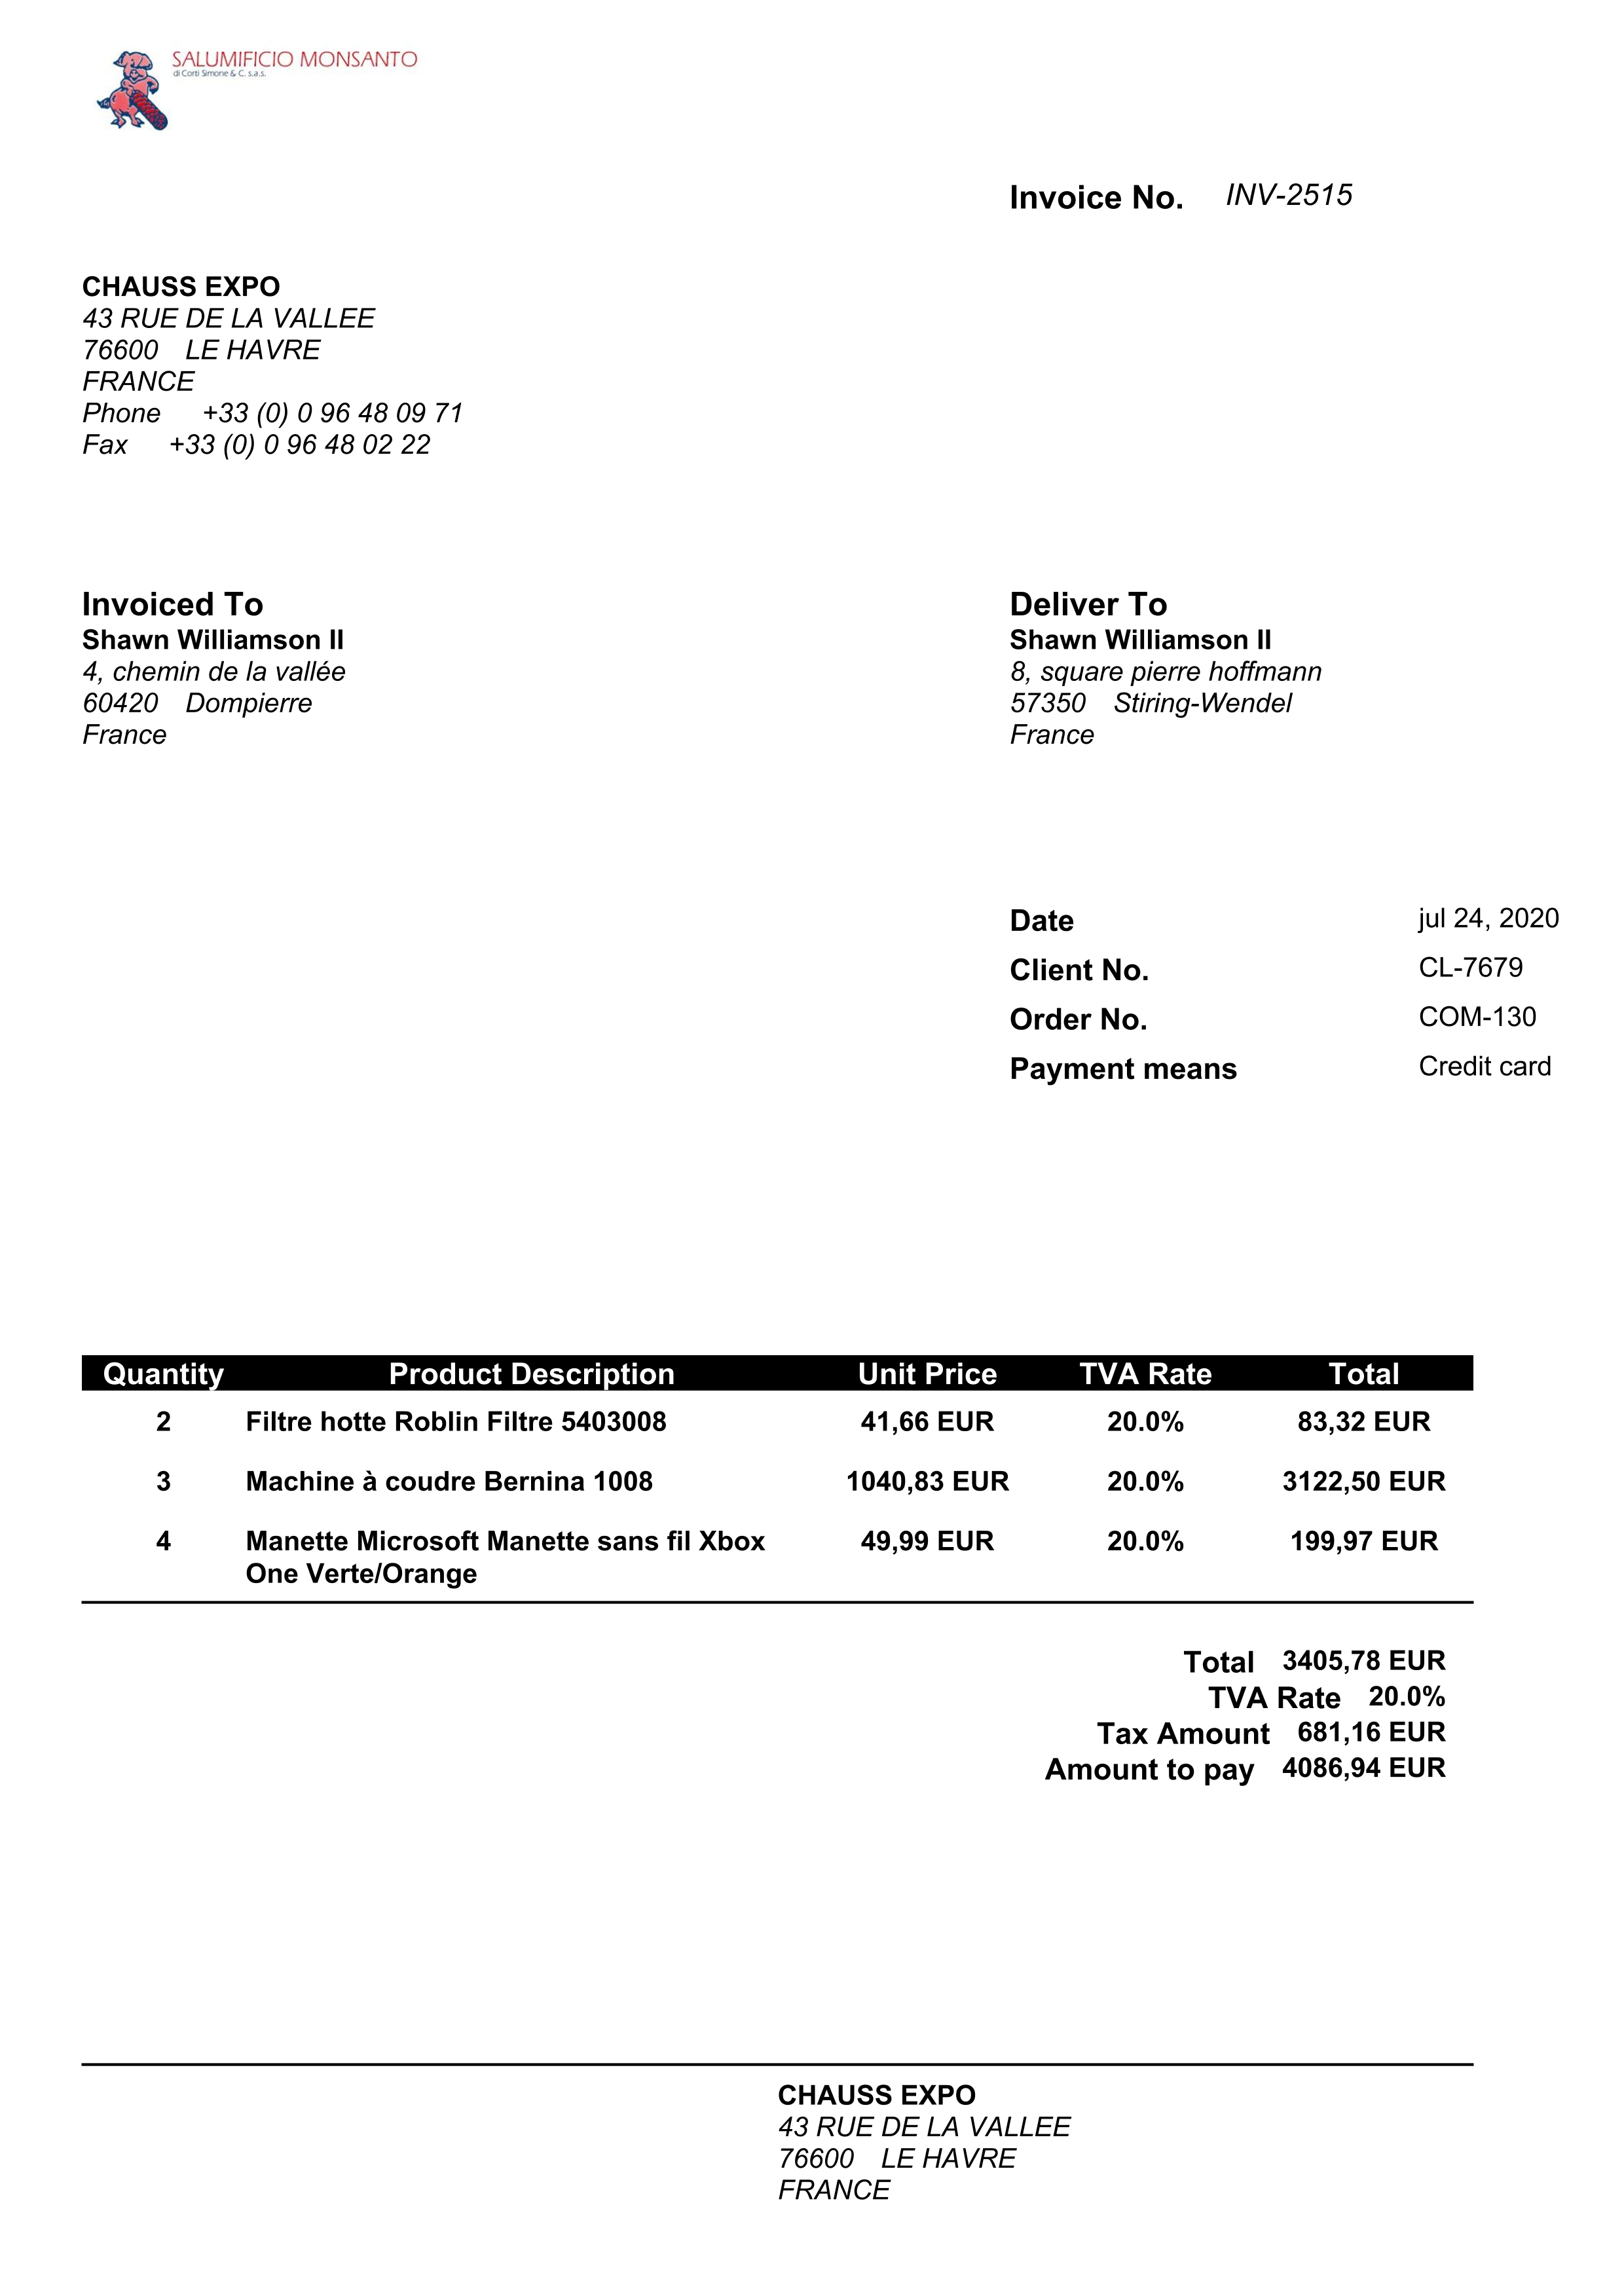 SALUMIFICIO MONSANTO
di Corti Simone & C. s.a.s.
Invoice No. INV-2515
CHAUSS EXPO
43 RUE DE LA VALLEE
76600 LE HAVRE
FRANCE
Phone +33 (0) 0 96 48 09 71
Fax +33 (0) 0 96 48 02 22
Invoiced To
Shawn Williamson II
4, chemin de la vallée
60420 Dompierre
France
Deliver To
Shawn Williamson II
8, square pierre hoffmann
57350 Stiring-Wendel
France
Date jul 24, 2020
Client No. CL-7679
Order No. COM-130
Payment means Credit card
Quantity Product Description Unit Price TVA Rate Total
2 Filtre hotte Roblin Filtre 5403008 41,66 EUR 20.0% 83,32 EUR
3 Machine à coudre Bernina 1008 1040,83 EUR 20.0% 3122,50 EUR
4 Manette Microsoft Manette sans fil Xbox 49,99 EUR 20.0% 199,97 EUR
One Verte/Orange
Total 3405,78 EUR
TVA Rate 20.0%
Tax Amount 681,16 EUR
Amount to pay 4086,94 EUR
CHAUSS EXPO
43 RUE DE LA VALLEE
76600 LE HAVRE
FRANCE